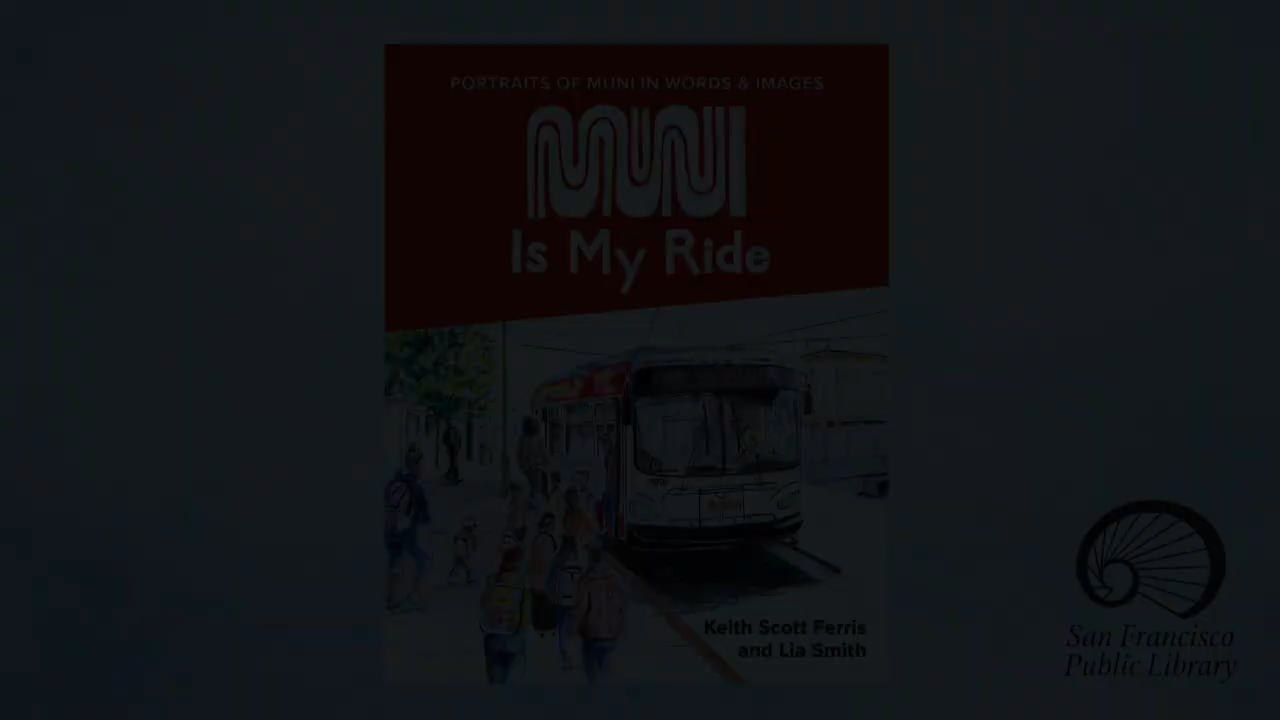 PORTRAITS OF MUNI IN WORDS & IMAGES
MUNI
Is My Ride
Keith Scott Ferris
and Lia Smith
San Francisco
Public Library